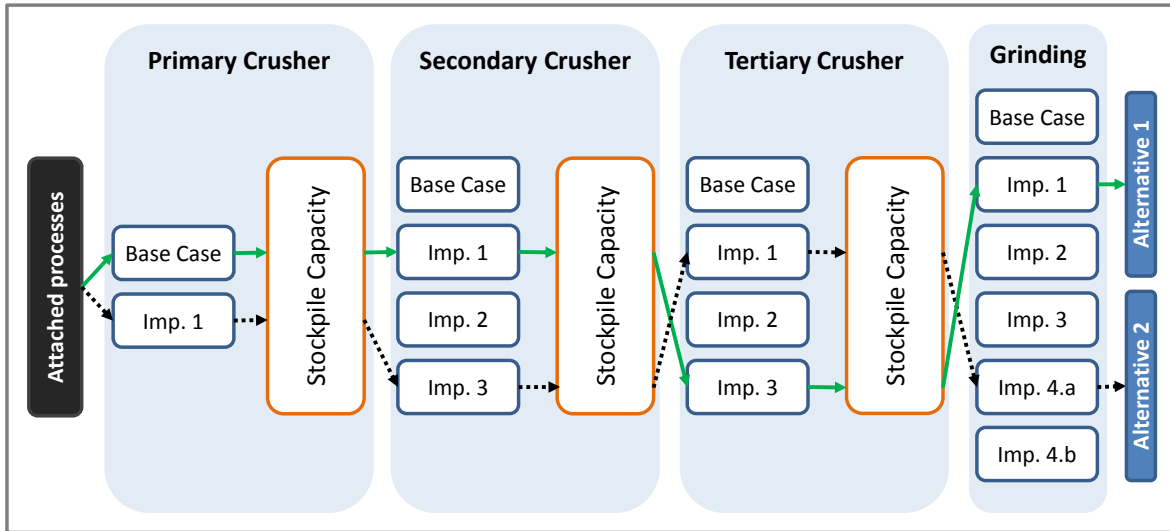 Primary Crusher
Secondary Crusher
Tertiary Crusher
Grinding
Attached processes
Base Case
Imp. 1
Stockpile Capacity
Base Case
Imp. 1
Imp. 2
Imp. 3
Stockpile Capacity
Base Case
Imp. 1
Imp. 2
Imp. 3
Stockpile Capacity
Base Case
Imp. 1
Imp. 2
Imp. 3
Imp. 4.a
Imp. 4.b
Alternative 1
Alternative 2